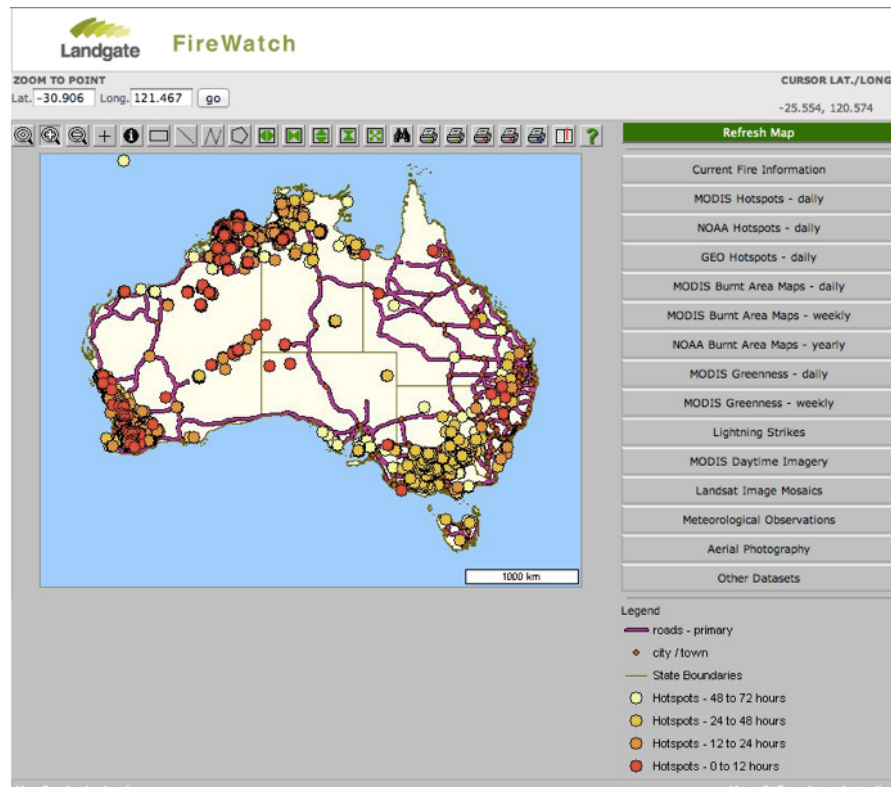 Landgate
FireWatch
ZOOM TO POINT
Lat. -30.906 Long. 121.467 go
CURSOR LAT./LONG
-25.554, 120.574
Refresh Map
Current Fire Information
MODIS Hotspots - daily
NOAA Hotspots - daily
GEO Hotspots - daily
MODIS Burnt Area Maps - daily
MODIS Burnt Area Maps - weekly
NOAA Burnt Area Maps - yearly
MODIS Greenness - daily
MODIS Greenness - weekly
Lightning Strikes
MODIS Daytime Imagery
Landsat Image Mosaics
Meteorological Observations
Aerial Photography
Other Datasets
1000 km
Legend
roads - primary
city / town
State Boundaries
Hotspots - 48 to 72 hours
Hotspots - 24 to 48 hours
Hotspots - 12 to 24 hours
Hotspots - 0 to 12 hours